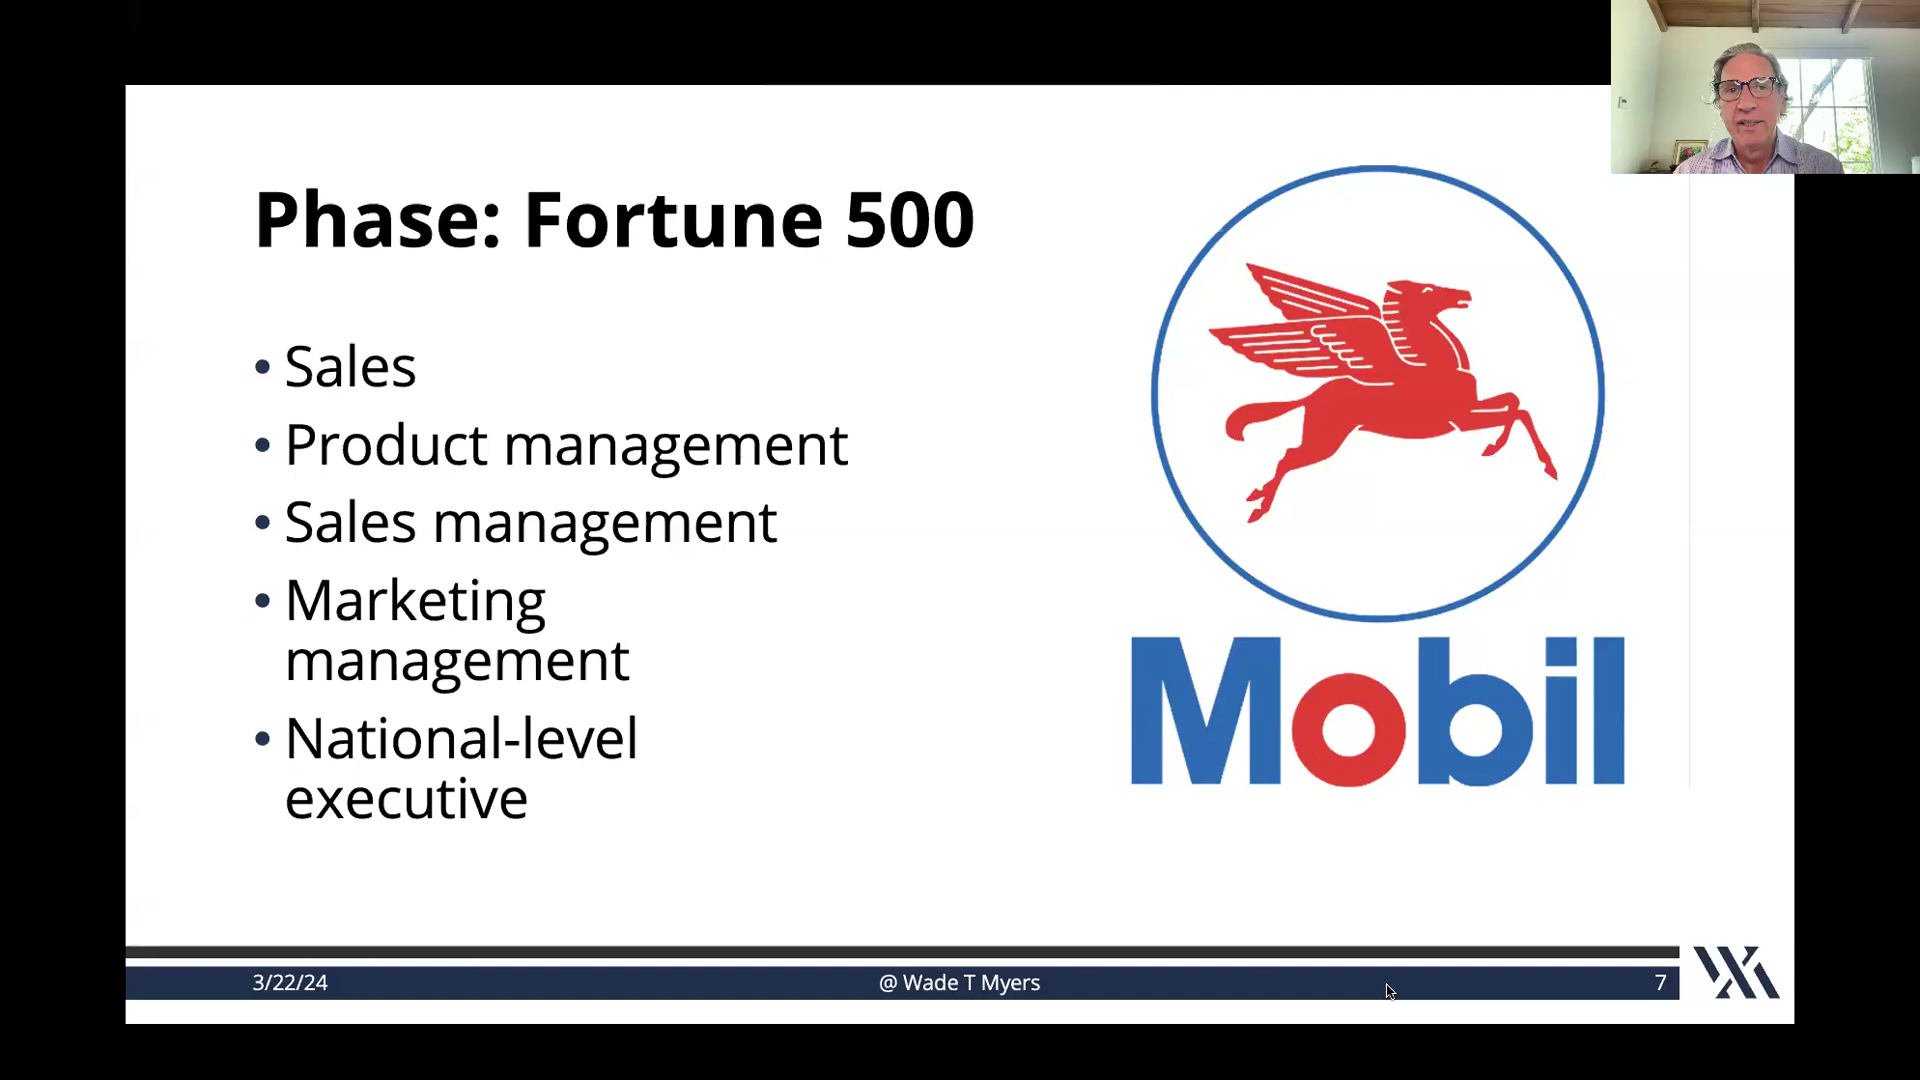 Phase: Fortune 500
• Sales
• Product management
• Sales management
• Marketing
management
• National-level
executive
Mobil
3/22/24
@ Wade T Myers
7